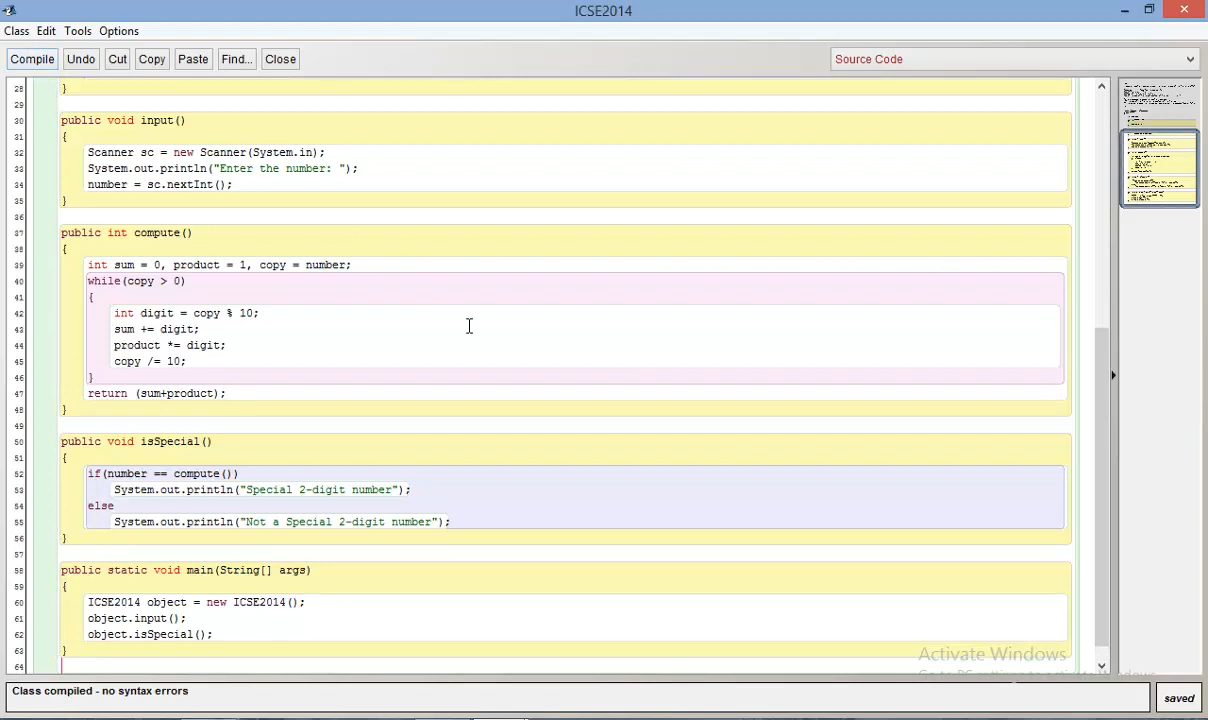 ICSE2014
Class Edit Tools Options
Compile Undo Cut Copy Paste Find... Close Source Code
28 }
29
30 public void input()
31 {
32 Scanner sc = new Scanner(System.in);
33 System.out.println("Enter the number: ");
34 number = sc.nextInt();
35 }
36
37 public int compute()
38 {
39 int sum = 0, product = 1, copy = number;
40 while(copy > 0)
41 {
42 int digit = copy % 10;
43 sum += digit;
44 product *= digit;
45 copy /= 10;
46 }
47 return (sum+product);
48 }
49
50 public void isSpecial()
51 {
52 if(number == compute())
53 System.out.println("Special 2-digit number");
54 else
55 System.out.println("Not a Special 2-digit number");
56 }
57
58 public static void main(String[] args)
59 {
60 ICSE2014 object = new ICSE2014();
61 object.input();
62 object.isSpecial();
63 }
64
Activate Windows
Class compiled - no syntax errors
saved